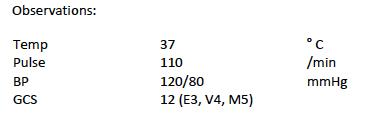 Observations:
Temp 37 ° C
Pulse 110 /min
BP 120/80 mmHg
GCS 12 (E3, V4, M5)